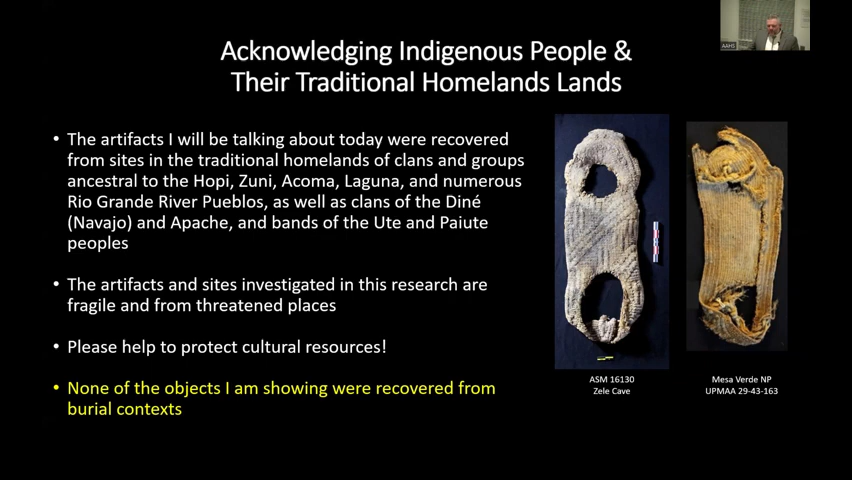 Acknowledging Indigenous People &
Their Traditional Homelands Lands
• The artifacts I will be talking about today were recovered
from sites in the traditional homelands of clans and groups
ancestral to the Hopi, Zuni, Acoma, Laguna, and numerous
Rio Grande River Pueblos, as well as clans of the Diné
(Navajo) and Apache, and bands of the Ute and Paiute
peoples
• The artifacts and sites investigated in this research are
fragile and from threatened places
• Please help to protect cultural resources!
• None of the objects I am showing were recovered from
burial contexts
ASM 16130
Zele Cave
Mesa Verde NP
UPMAA 29-43-163
AAHS